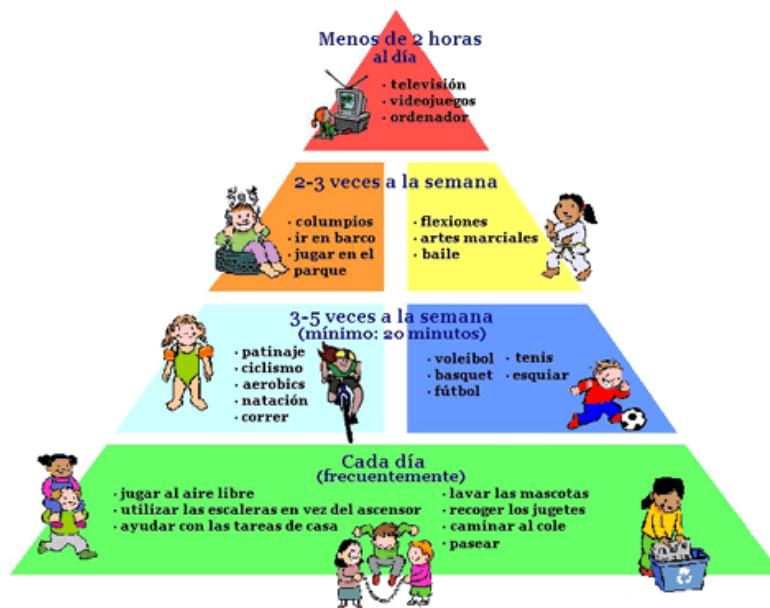 Menos de 2 horas
al día
· televisión
· videojuegos
· ordenador
2-3 veces a la semana
· columpios
· ir en barco
· jugar en el
parque
· flexiones
· artes marciales
· baile
3-5 veces a la semana
(mínimo: 20 minutos)
· patinaje
· ciclismo
· aerobics
· natación
· correr
· voleibol
· basquet
· fútbol
· tenis
· esquiar
Cada día
(frecuentemente)
· jugar al aire libre
· utilizar las escaleras en vez del ascensor
· ayudar con las tareas de casa
· lavar las mascotas
· recoger los jugetes
· caminar al cole
· pasear